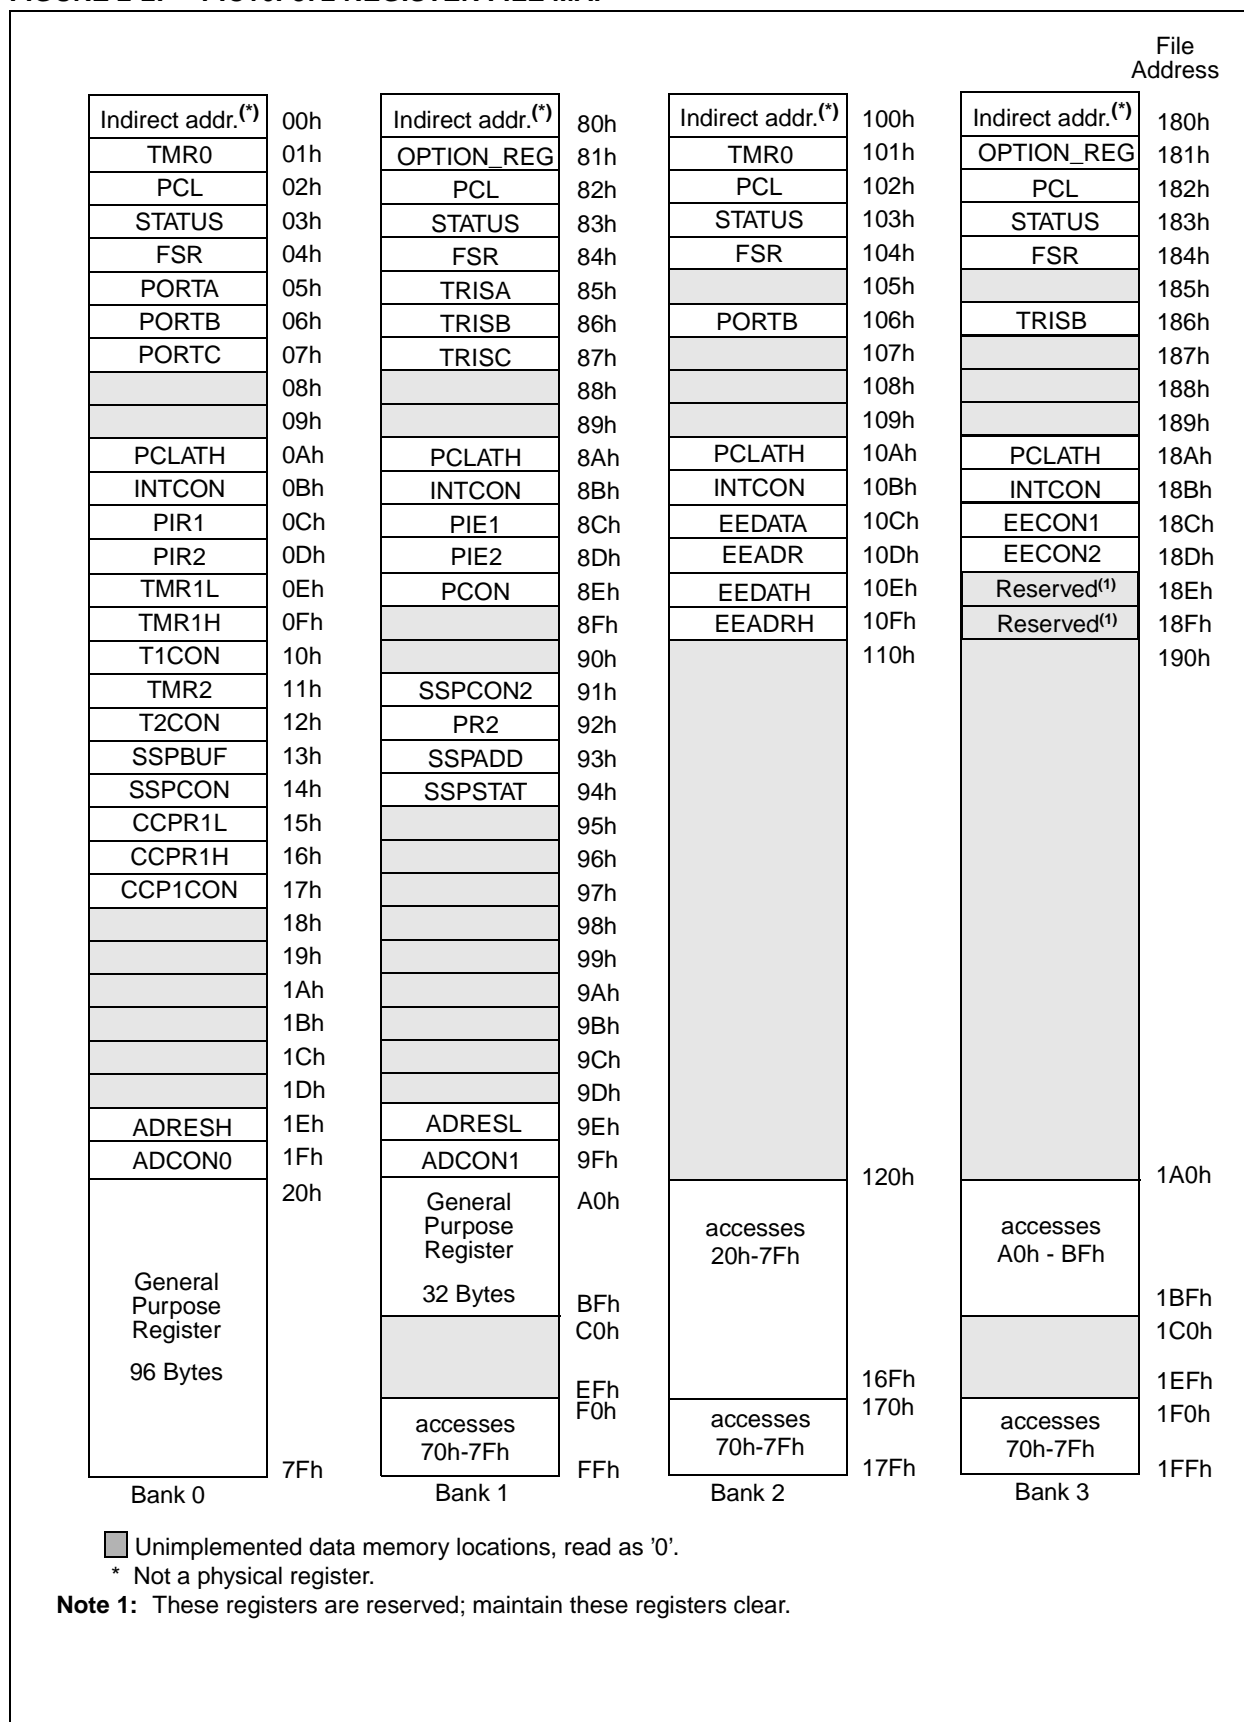 File
Address
Indirect addr.(*) 00h Indirect addr.(*) 80h Indirect addr.(*) 100h Indirect addr.(*) 180h
TMR0 01h OPTION_REG 81h TMR0 101h OPTION_REG 181h
PCL 02h PCL 82h PCL 102h PCL 182h
STATUS 03h STATUS 83h STATUS 103h STATUS 183h
FSR 04h FSR 84h FSR 104h FSR 184h
PORTA 05h TRISA 85h 105h 185h
PORTB 06h TRISB 86h PORTB 106h TRISB 186h
PORTC 07h TRISC 87h 107h 187h
08h 88h 108h 188h
09h 89h 109h 189h
PCLATH 0Ah PCLATH 8Ah PCLATH 10Ah PCLATH 18Ah
INTCON 0Bh INTCON 8Bh INTCON 10Bh INTCON 18Bh
PIR1 0Ch PIE1 8Ch EEDATA 10Ch EECON1 18Ch
PIR2 0Dh PIE2 8Dh EEADR 10Dh EECON2 18Dh
TMR1L 0Eh PCON 8Eh EEDATH 10Eh Reserved(1) 18Eh
TMR1H 0Fh 8Fh EEADRH 10Fh Reserved(1) 18Fh
T1CON 10h 90h 110h 190h
TMR2 11h SSPCON2 91h
T2CON 12h PR2 92h
SSPBUF 13h SSPADD 93h
SSPCON 14h SSPSTAT 94h
CCPR1L 15h 95h
CCPR1H 16h 96h
CCP1CON 17h 97h
18h 98h
19h 99h
1Ah 9Ah
1Bh 9Bh
1Ch 9Ch
1Dh 9Dh
ADRESH 1Eh ADRESL 9Eh
ADCON0 1Fh ADCON1 9Fh
120h 1A0h
20h General A0h
Purpose accesses accesses
Register 20h-7Fh A0h - BFh
General 32 Bytes BFh 1BFh
Purpose
Register C0h 1C0h
96 Bytes EFh 16Fh 1EFh
accesses F0h accesses 170h accesses 1F0h
70h-7Fh 70h-7Fh 70h-7Fh
7Fh FFh 17Fh 1FFh
Bank 0 Bank 1 Bank 2 Bank 3
Unimplemented data memory locations, read as '0'.
* Not a physical register.
Note 1: These registers are reserved; maintain these registers clear.